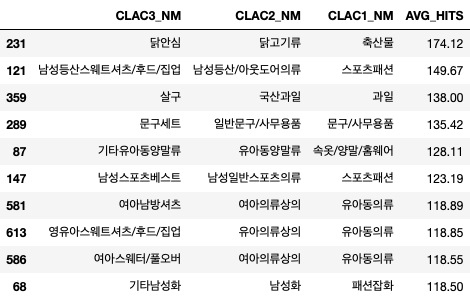 CLAC3_NM CLAC2_NM CLAC1_NM AVG_HITS
231 닭안심 닭고기류 축산물 174.12
121 남성등산스웨트셔츠/후드/집업 남성등산/아웃도어의류 스포츠패션 149.67
359 살구 국산과일 과일 138.00
289 문구세트 일반문구/사무용품 문구/사무용품 135.42
87 기타유아동양말류 유아동양말류 속옷/양말/홈웨어 128.11
147 남성스포츠베스트 남성일반스포츠의류 스포츠패션 123.19
581 여아남방셔츠 여아의류상의 유아동의류 118.89
613 영유아스웨트셔츠/후드/집업 여아의류상의 유아동의류 118.85
586 여아스웨터/풀오버 여아의류상의 유아동의류 118.55
68 기타남성화 남성화 패션잡화 118.50